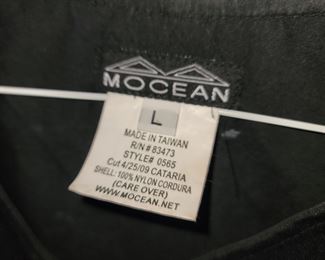 MOCEAN
L
MADE IN TAIWAN
R/N # 83473
STYLE# 0565
Cut 4/25/09 CATARIA
SHELL: 100% NYLON CORDURA
(CARE OVER)
WWW.MOCEAN.NET